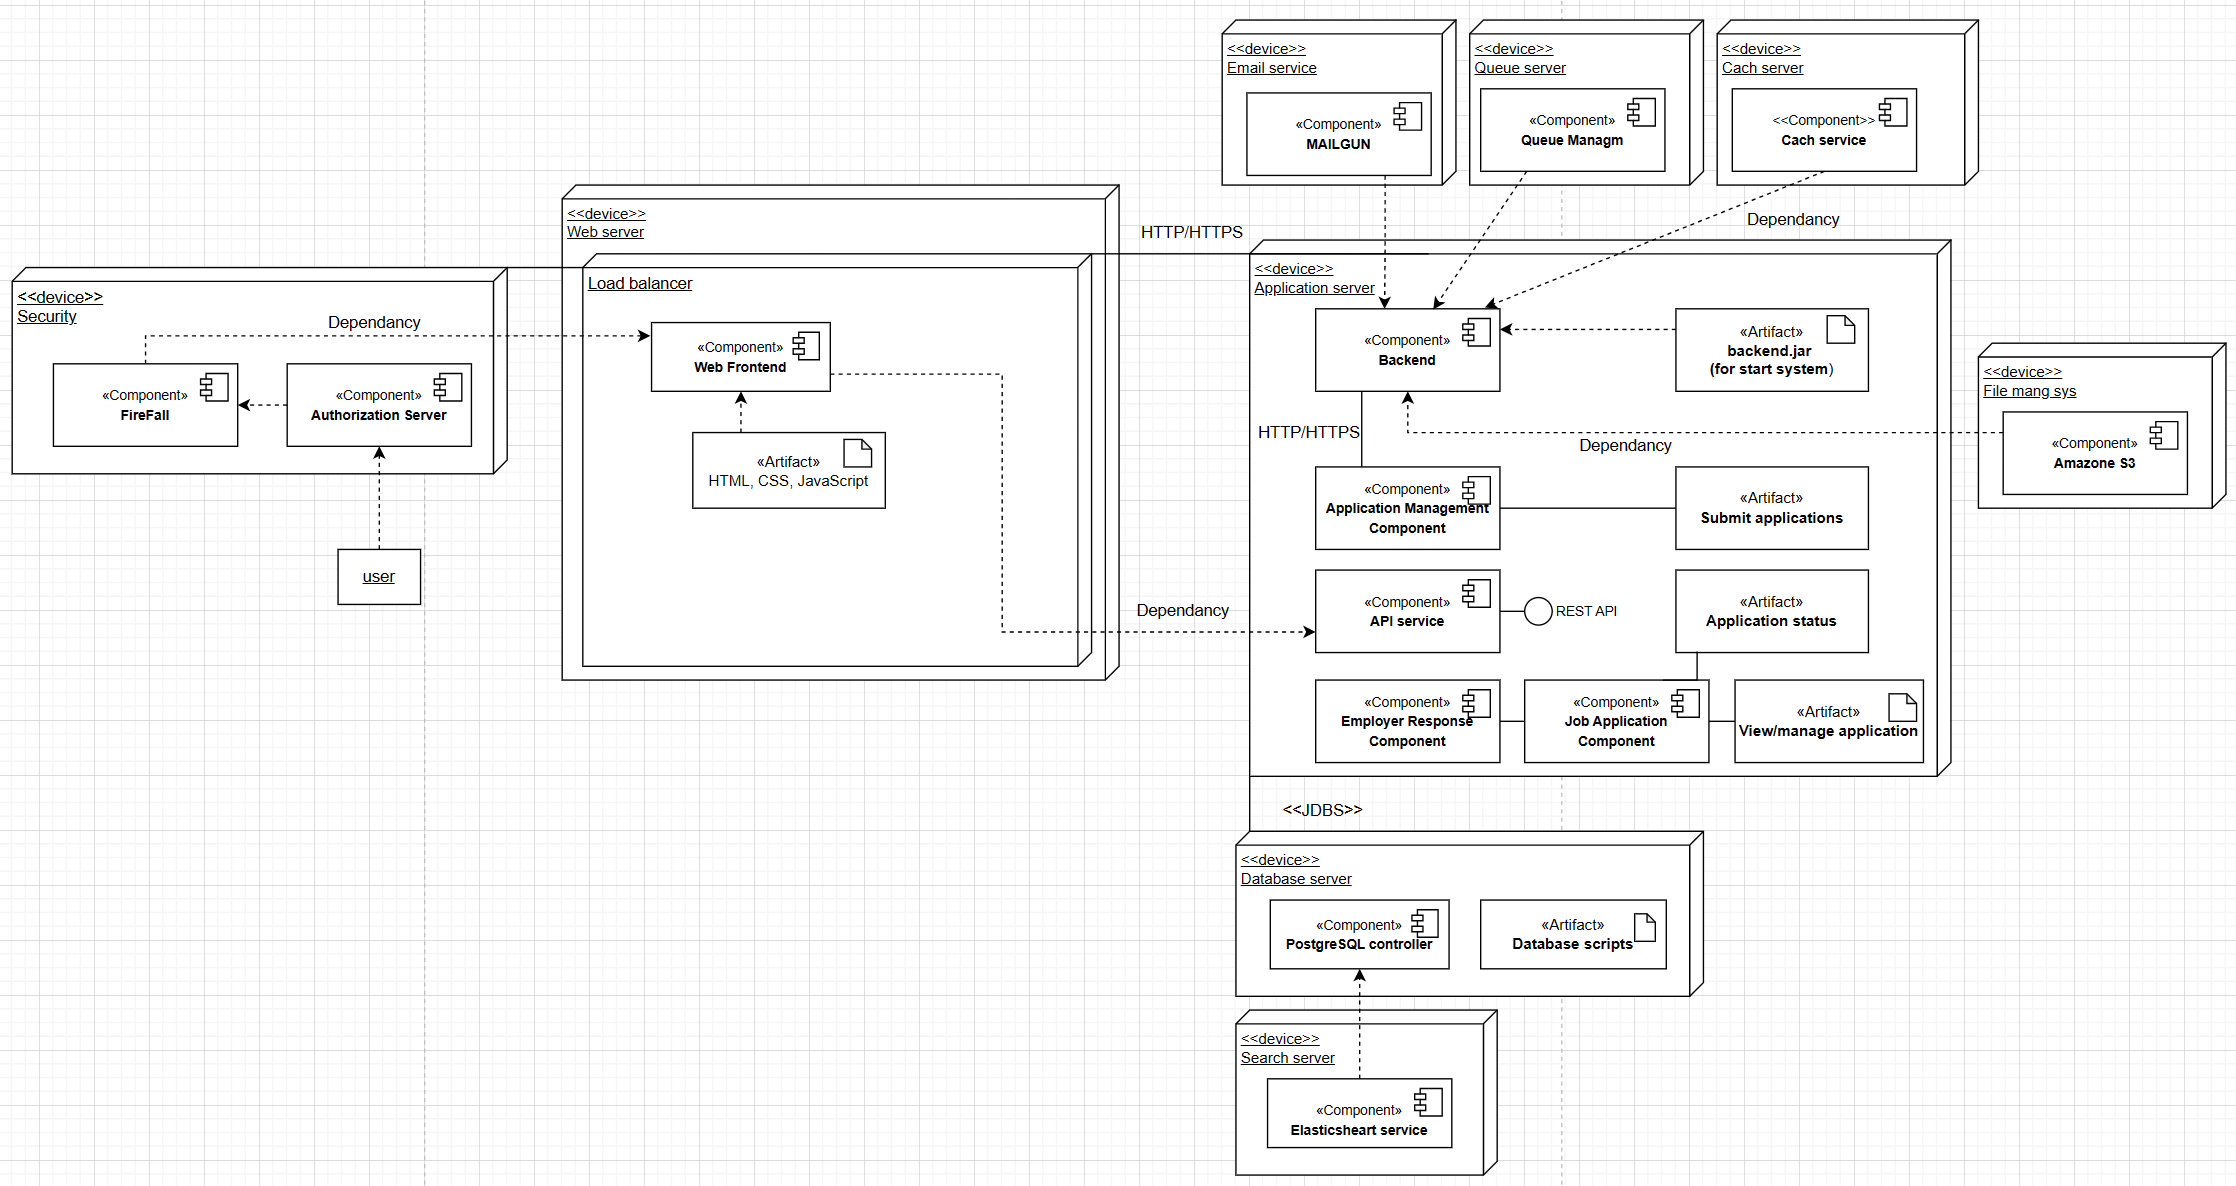 <<device>>
Email service
«Component»
MAILGUN
<<device>>
Queue server
«Component»
Queue Managm
<<device>>
Cach server
<<Component>>
Cach service
Dependancy
HTTP/HTTPS
<<device>>
Web server
Load balancer
«Component»
Web Frontend
«Artifact»
HTML, CSS, JavaScript
<<device>>
Security
Dependancy
«Component»
FireFall
«Component»
Authorization Server
user
Dependancy
<<device>>
Application server
«Component»
Backend
«Artifact»
backend.jar
(for start system)
HTTP/HTTPS
Dependancy
<<device>>
File mang sys
«Component»
Amazone S3
«Component»
Application Management
Component
«Artifact»
Submit applications
«Component»
API service
REST API
«Artifact»
Application status
«Component»
Employer Response
Component
«Component»
Job Application
Component
«Artifact»
View/manage application
<<JDBS>>
<<device>>
Database server
«Component»
PostgreSQL controller
«Artifact»
Database scripts
<<device>>
Search server
«Component»
Elasticsheart service